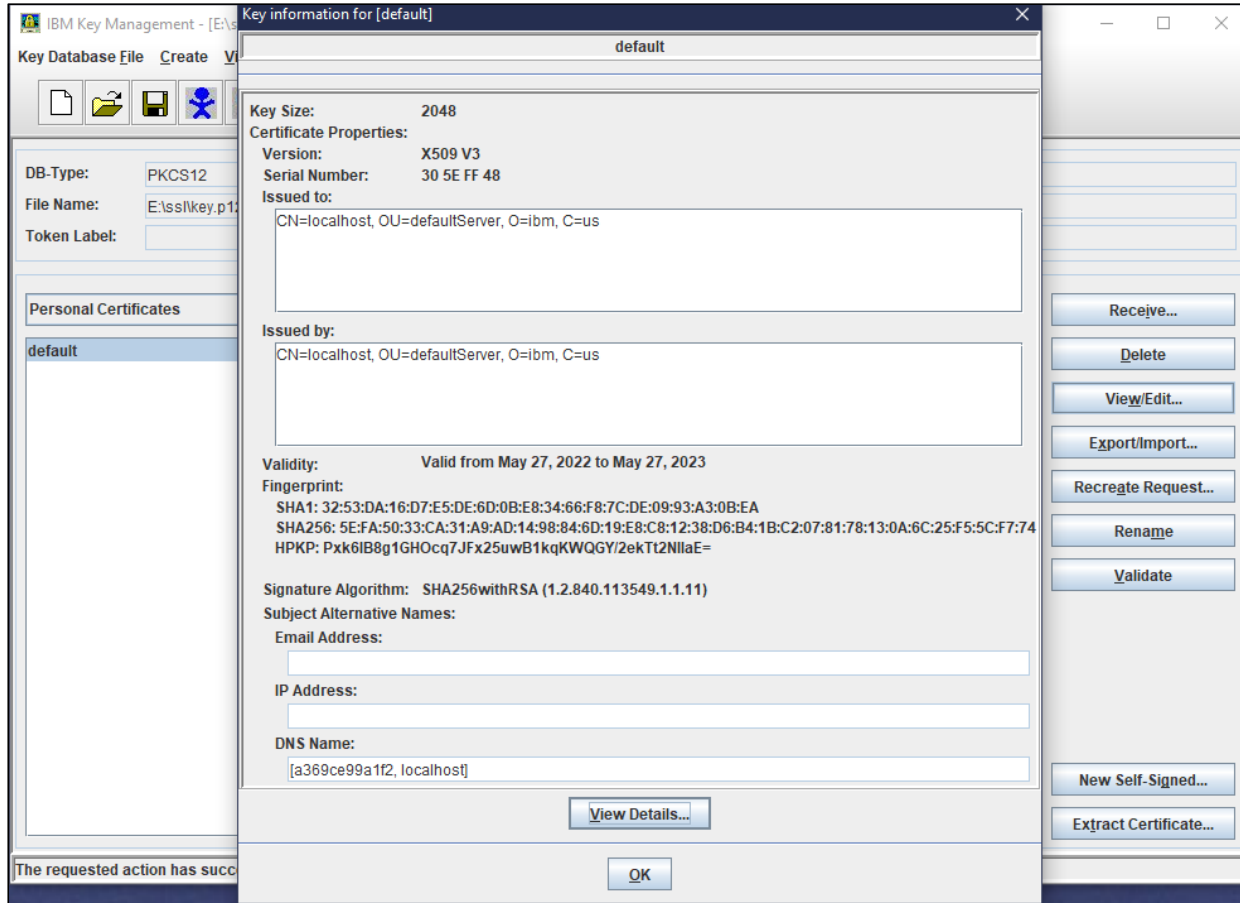 IBM Key Management - [E:\s
Key information for [default]
default
Key Database File Create Vi
Key Size: 2048
Certificate Properties:
Version: X509 V3
Serial Number: 30 5E FF 48
Issued to:
CN=localhost, OU=defaultServer, O=ibm, C=us
Issued by:
CN=localhost, OU=defaultServer, O=ibm, C=us
Validity: Valid from May 27, 2022 to May 27, 2023
Fingerprint:
SHA1: 32:53:DA:16:D7:E5:DE:6D:0B:E8:34:66:F8:7C:DE:09:93:A3:0B:EA
SHA256: 5E:FA:50:33:CA:31:A9:AD:14:98:84:6D:19:E8:C8:12:38:D6:B4:1B:C2:07:81:78:13:0A:6C:25:F5:5C:F7:74
HPKP: Pxk6IB8g1GHOcq7JFx25uwB1kqKWQGY/2ekTt2NIlaE=
Signature Algorithm: SHA256withRSA (1.2.840.113549.1.1.11)
Subject Alternative Names:
Email Address:
IP Address:
DNS Name:
[a369ce99a1f2, localhost]
View Details...
OK
DB-Type: PKCS12
File Name: E:\ssl\key.p12
Token Label:
Personal Certificates
default
Receive...
Delete
View/Edit...
Export/Import...
Recreate Request...
Rename
Validate
New Self-Signed...
Extract Certificate...
The requested action has succ